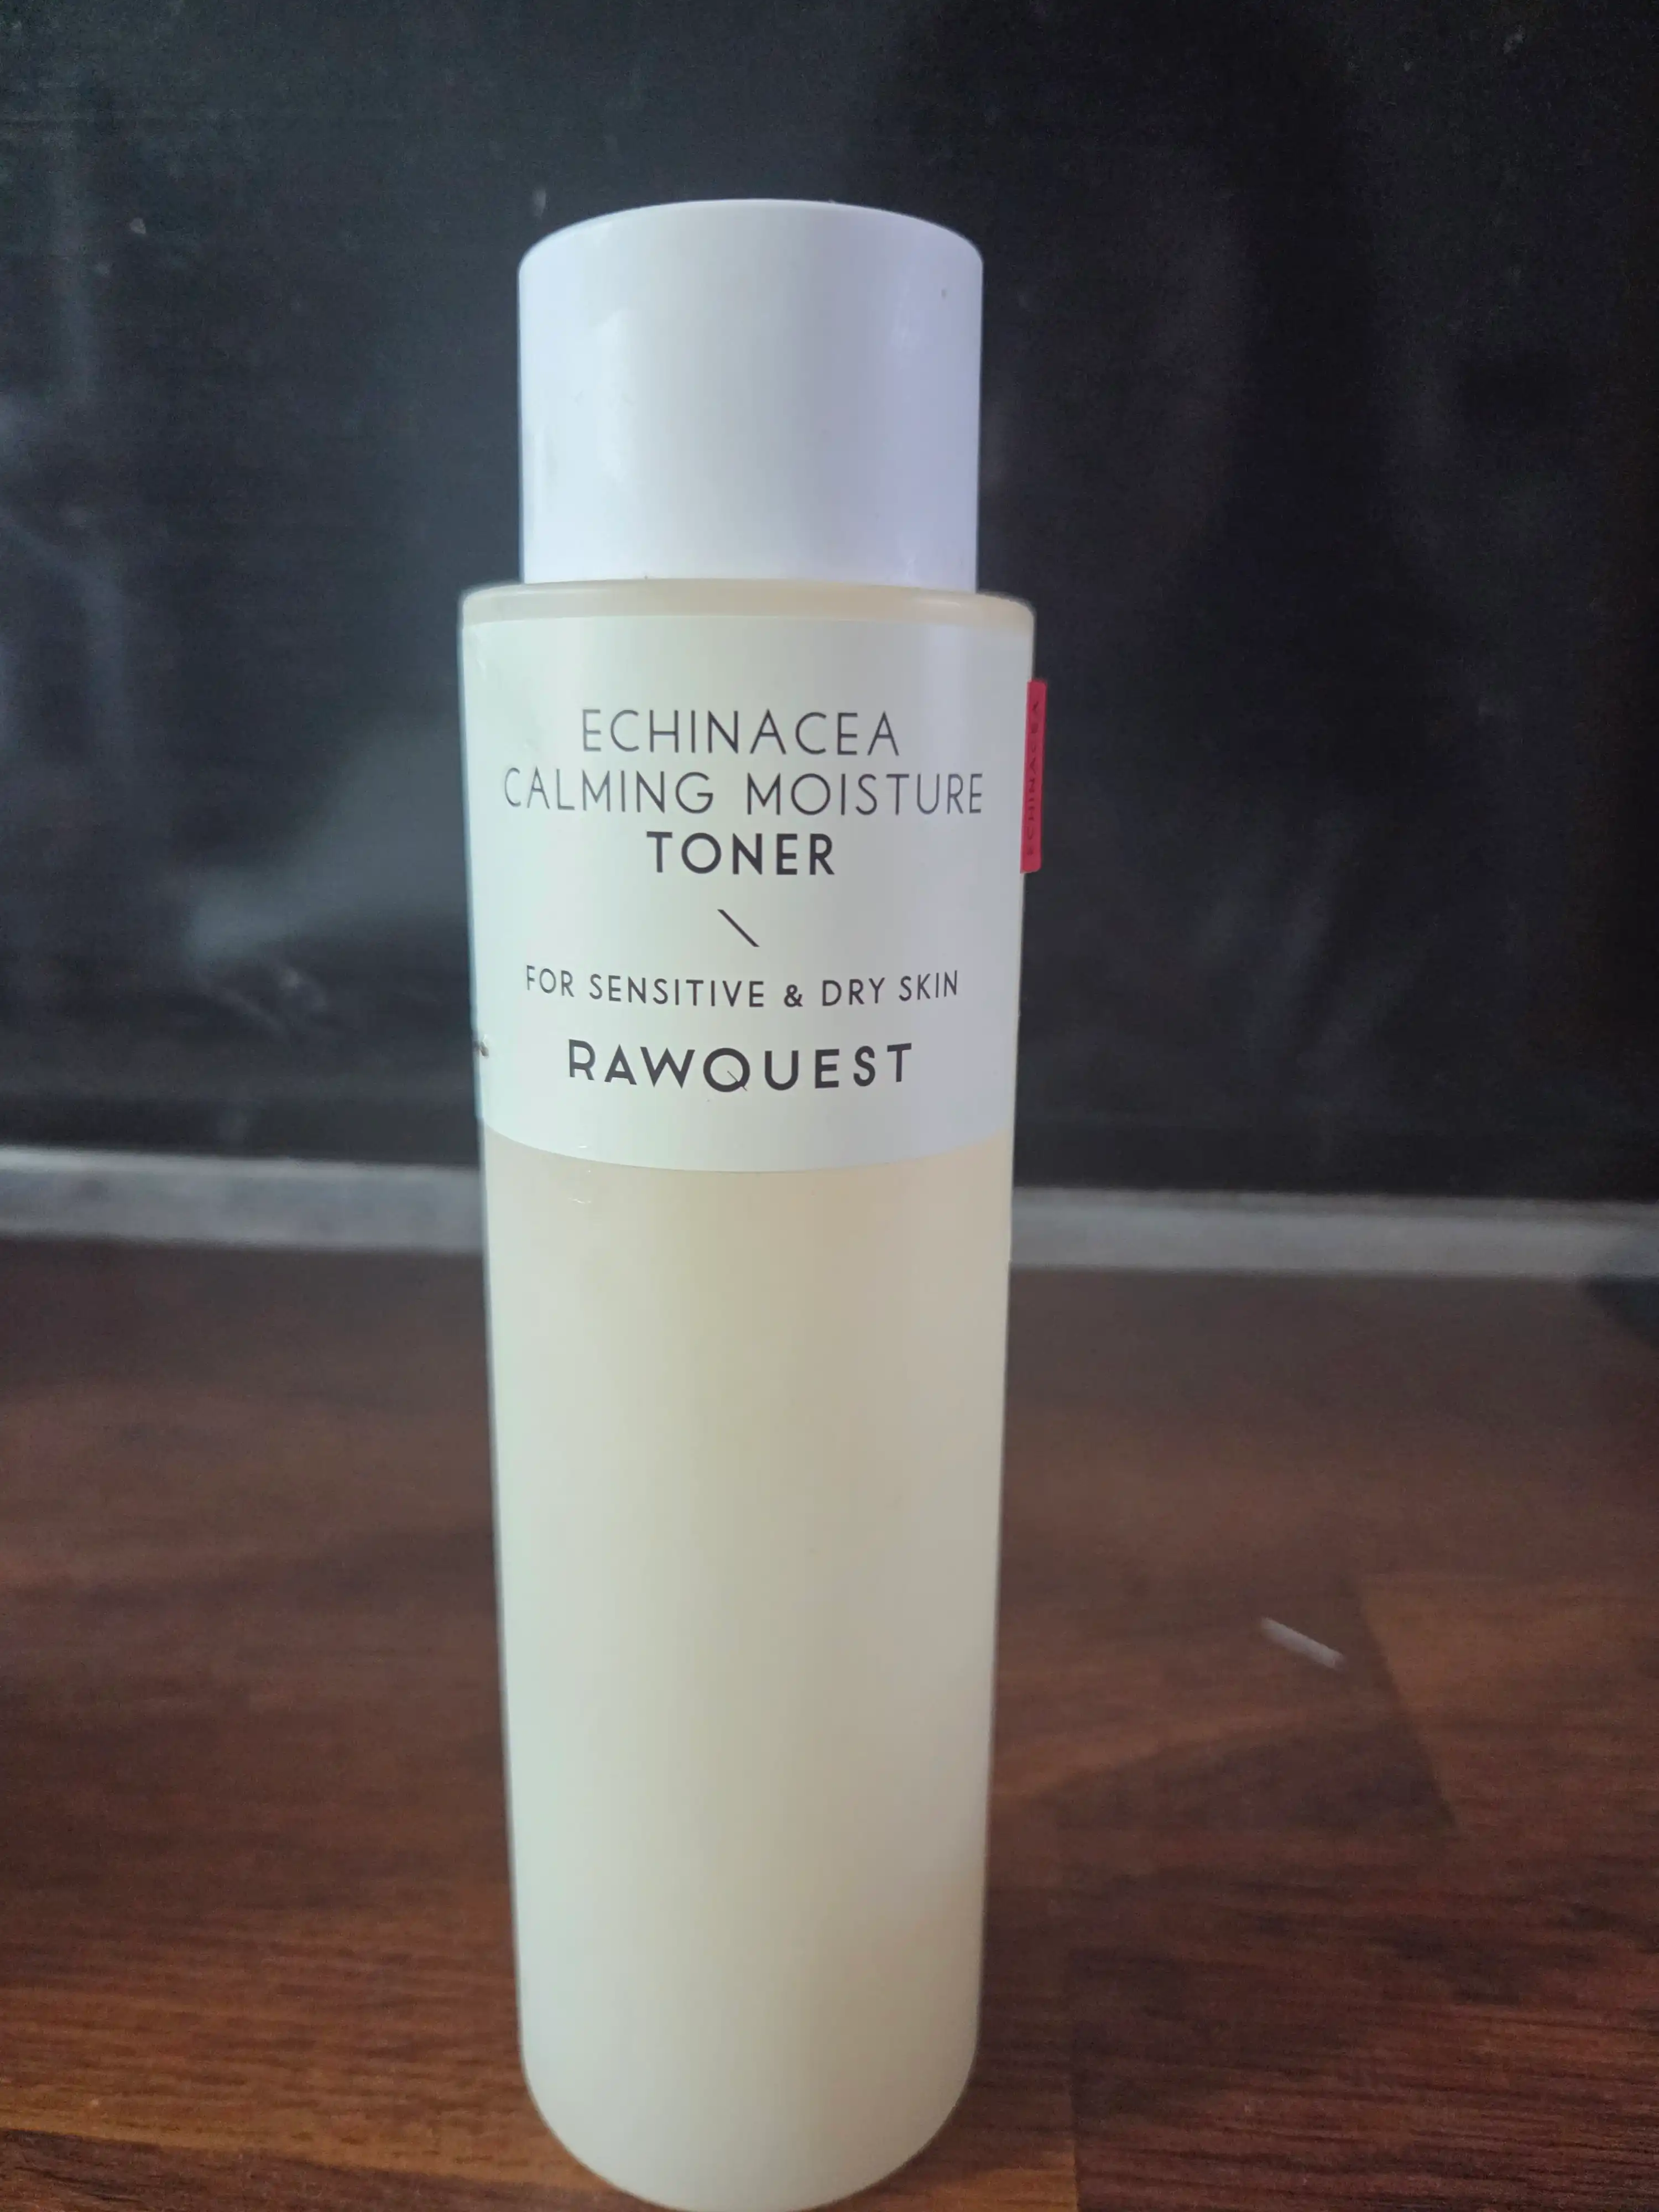 ECHINACEA
CALMING MOISTURE
TONER
\
FOR SENSITIVE & DRY SKIN
RAWQUEST
ECHINACEA